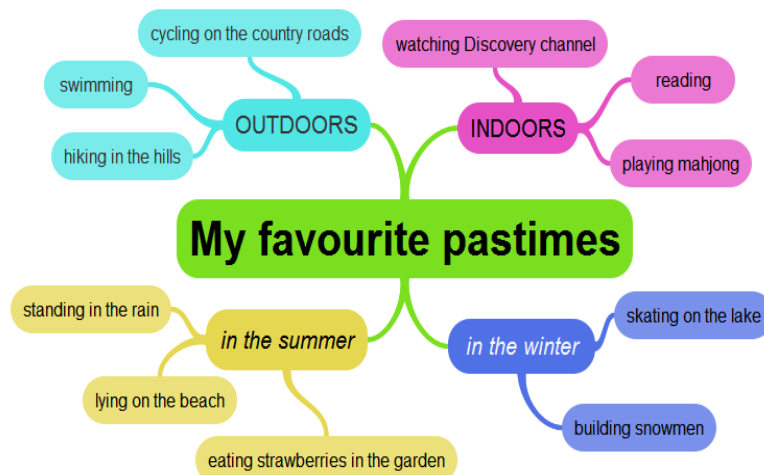 cycling on the country roads
watching Discovery channel
swimming
reading
OUTDOORS
INDOORS
hiking in the hills
playing mahjong
My favourite pastimes
standing in the rain
skating on the lake
in the summer
in the winter
lying on the beach
building snowmen
eating strawberries in the garden